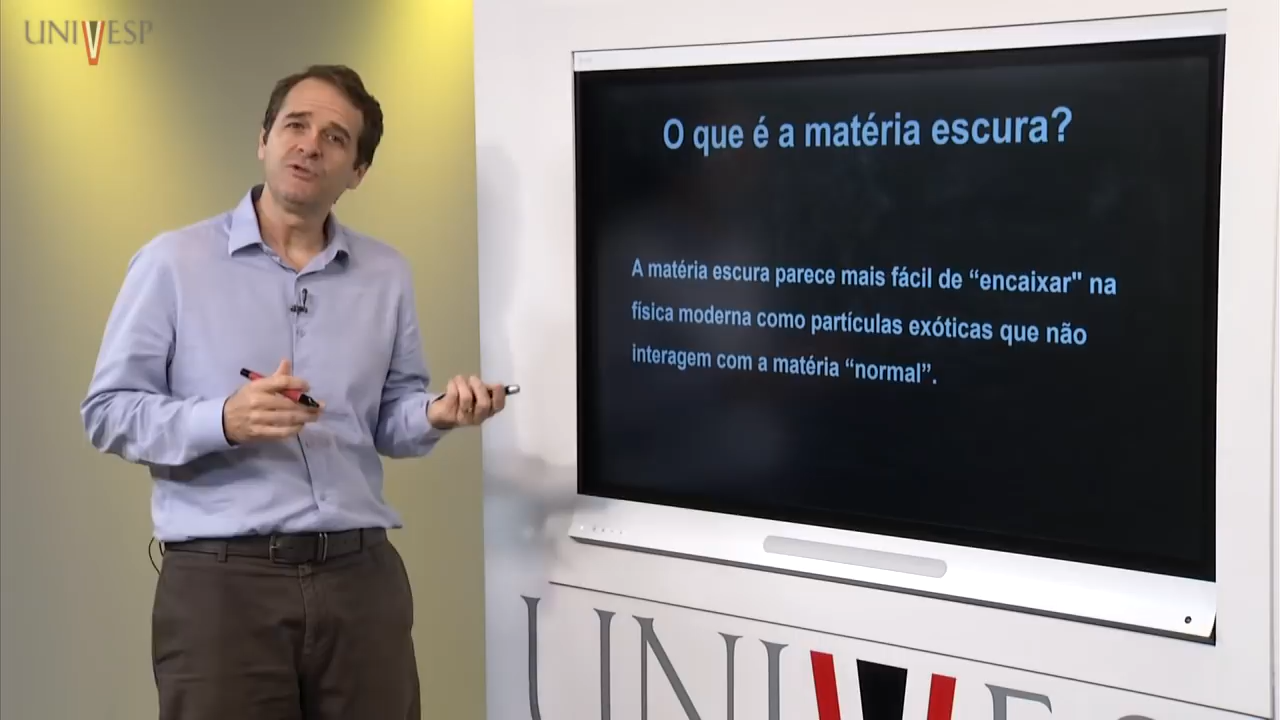 UNIVESP
O que é a matéria escura?
A matéria escura parece mais fácil de “encaixar" na
física moderna como partículas exóticas que não
interagem com a matéria “normal”.
UNIVES